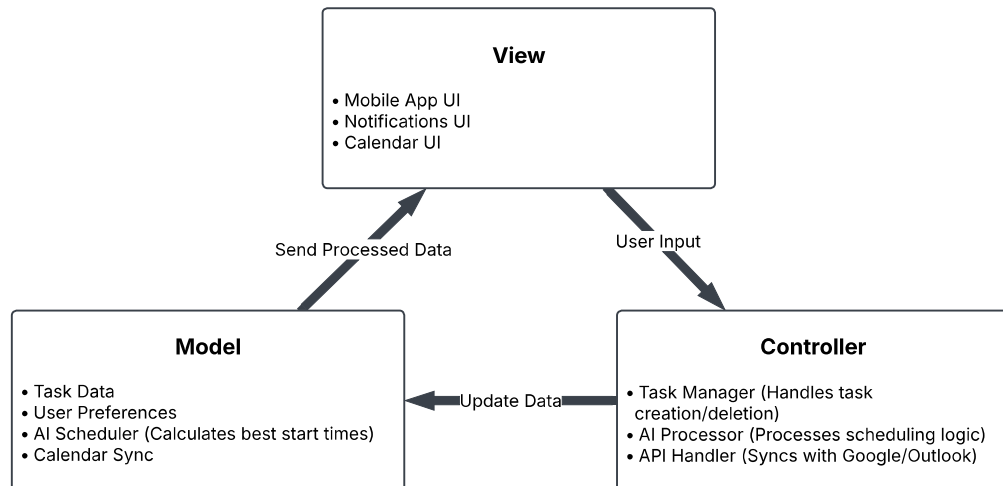 View
• Mobile App UI
• Notifications UI
• Calendar UI
Send Processed Data
User Input
Model
• Task Data
• User Preferences
• AI Scheduler (Calculates best start times)
• Calendar Sync
Update Data
Controller
• Task Manager (Handles task
creation/deletion)
• AI Processor (Processes scheduling logic)
• API Handler (Syncs with Google/Outlook)